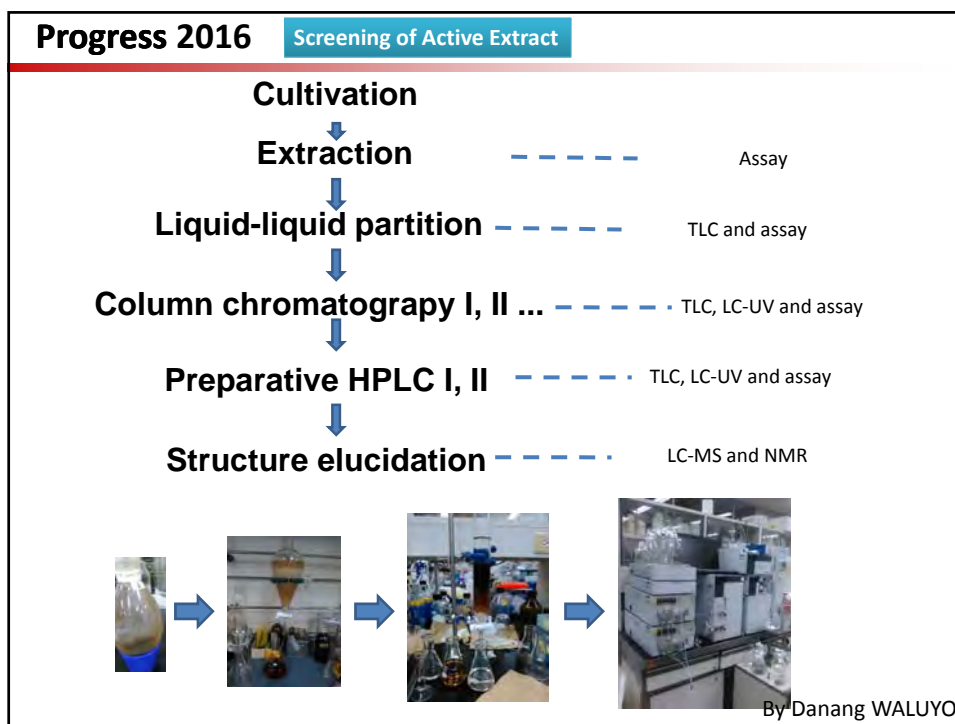 Progress 2016
Screening of Active Extract
Cultivation
Extraction
Assay
Liquid-liquid partition
TLC and assay
Column chromatograpy I, II ...
TLC, LC-UV and assay
Preparative HPLC I, II
TLC, LC-UV and assay
Structure elucidation
LC-MS and NMR
By Danang WALUYO